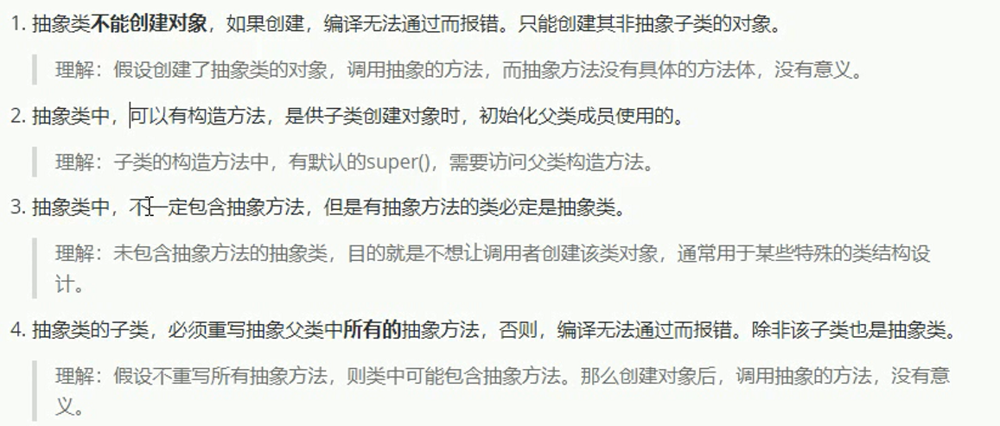 1. 抽象类不能创建对象，如果创建，编译无法通过而报错。只能创建其非抽象子类的对象。
理解：假设创建了抽象类的对象，调用抽象的方法，而抽象方法没有具体的方法体，没有意义。
2. 抽象类中，可以有构造方法，是供子类创建对象时，初始化父类成员使用的。
理解：子类的构造方法中，有默认的super()，需要访问父类构造方法。
3. 抽象类中，不一定包含抽象方法，但是有抽象方法的类必定是抽象类。
理解：未包含抽象方法的抽象类，目的就是不想让调用者创建该类对象，通常用于某些特殊的类结构设
计。
4. 抽象类的子类，必须重写抽象父类中所有的抽象方法，否则，编译无法通过而报错。除非该子类也是抽象类。
理解：假设不重写所有抽象方法，则类中可能包含抽象方法。那么创建对象后，调用抽象的方法，没有意
义。